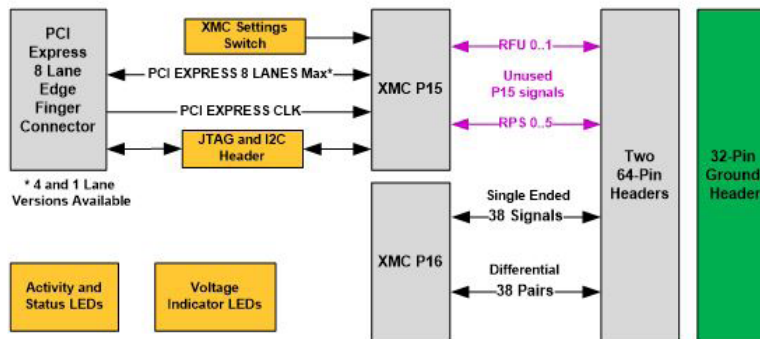 PCI
Express
8 Lane
Edge
Finger
Connector
* 4 and 1 Lane
Versions Available
XMC Settings
Switch
PCI EXPRESS 8 LANES Max*
PCI EXPRESS CLK
JTAG and I2C
Header
XMC P15
RFU 0..1
Unused
P15 signals
RPS 0..5
XMC P16
Single Ended
38 Signals
Differential
38 Pairs
Two
64-Pin
Headers
32-Pin
Ground
Header
Activity and
Status LEDs
Voltage
Indicator LEDs